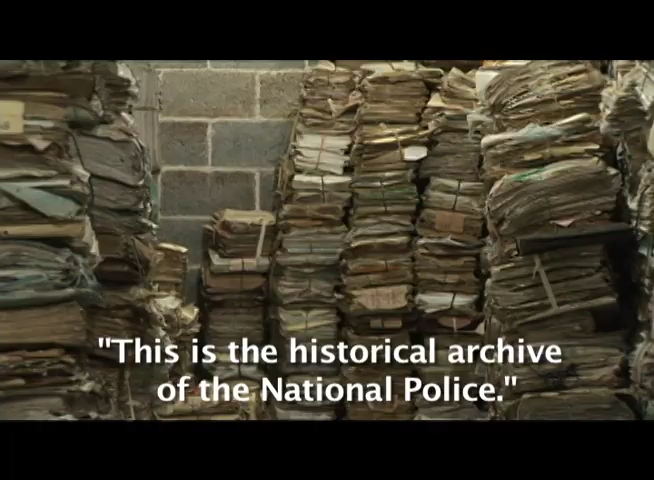 "This is the historical archive
of the National Police."